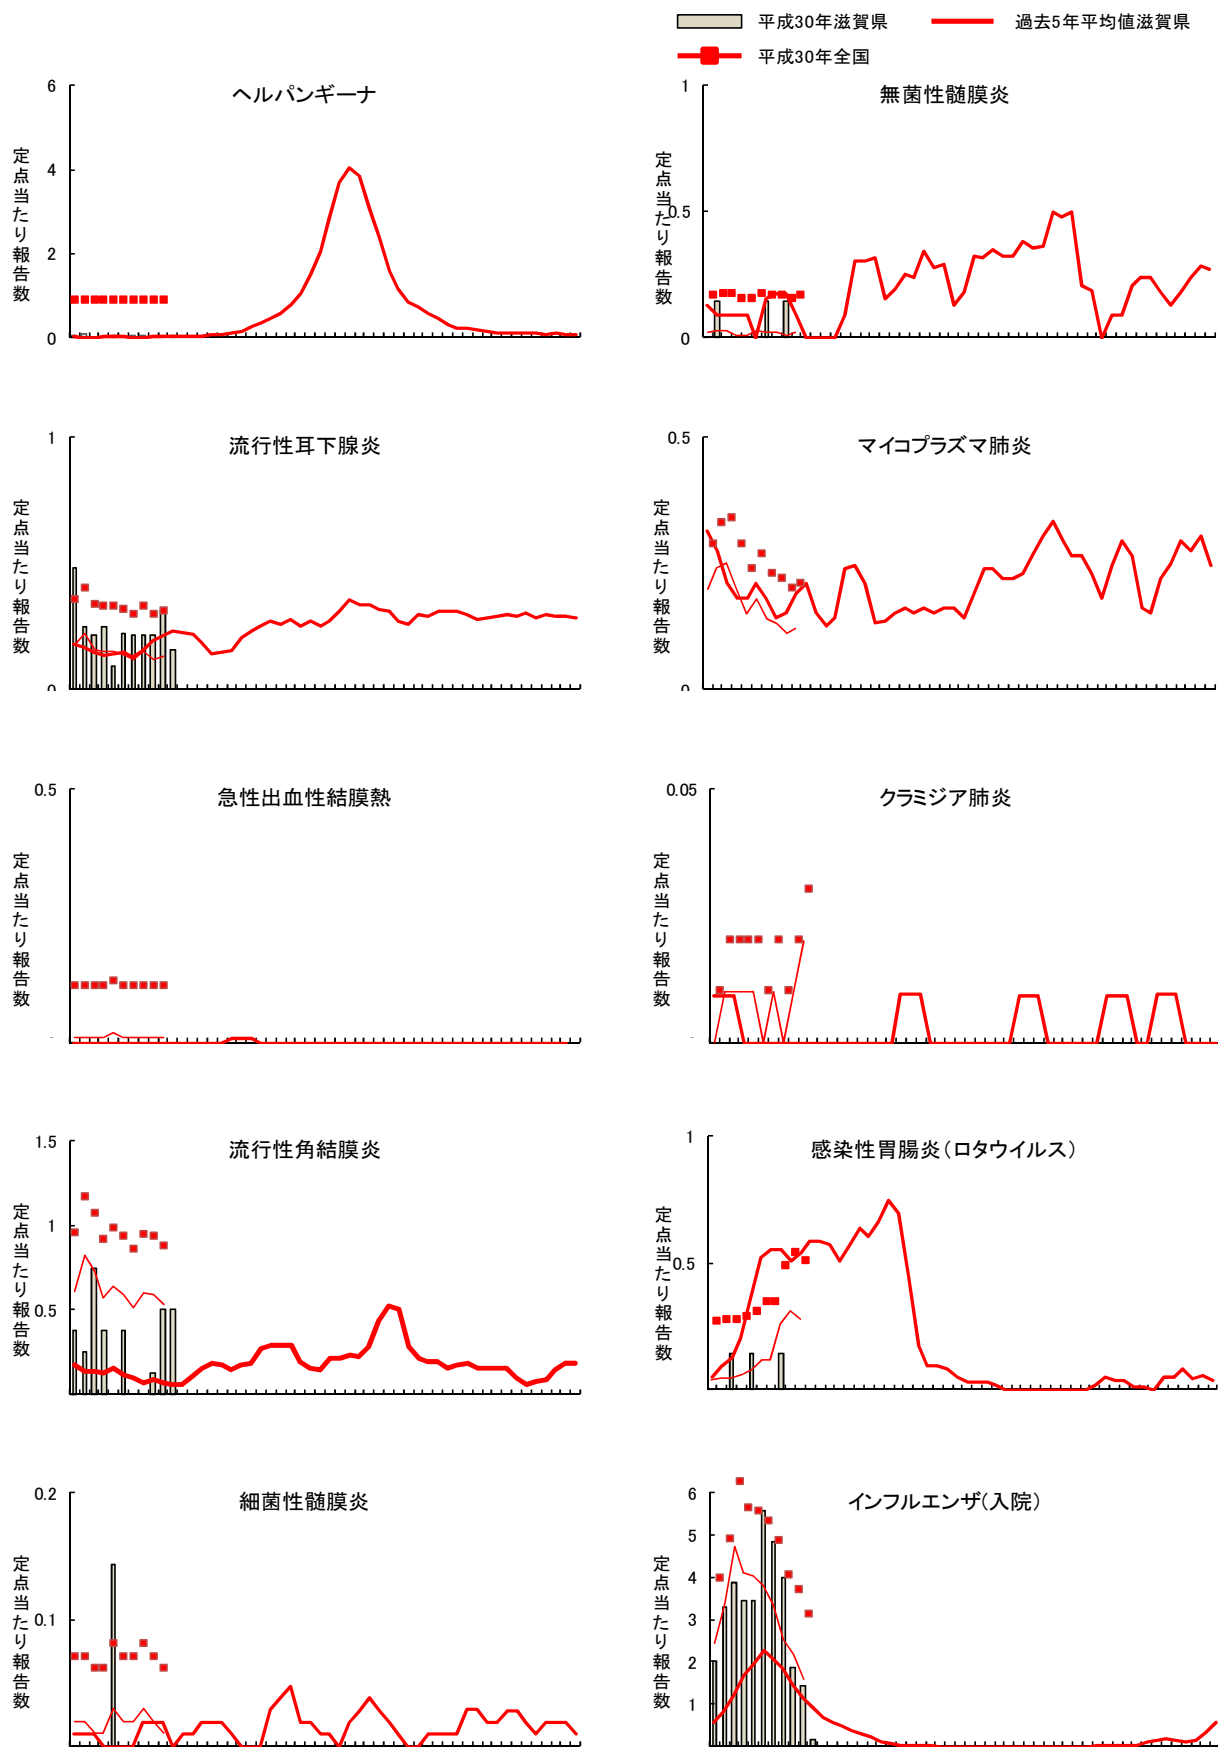 平成30年滋賀県
過去5年平均値滋賀県
平成30年全国
ヘルパンギーナ
定点当たり報告数
6
4
2
0
無菌性髄膜炎
定点当たり報告数
1
0.5
0
流行性耳下腺炎
定点当たり報告数
1
0
マイコプラズマ肺炎
定点当たり報告数
0.5
0
急性出血性結膜熱
定点当たり報告数
0.5
クラミジア肺炎
定点当たり報告数
0.05
流行性角結膜炎
定点当たり報告数
1.5
1
0.5
感染性胃腸炎(ロタウイルス)
定点当たり報告数
1
0.5
細菌性髄膜炎
定点当たり報告数
0.2
0.1
インフルエンザ(入院)
定点当たり報告数
6
5
4
3
2
1